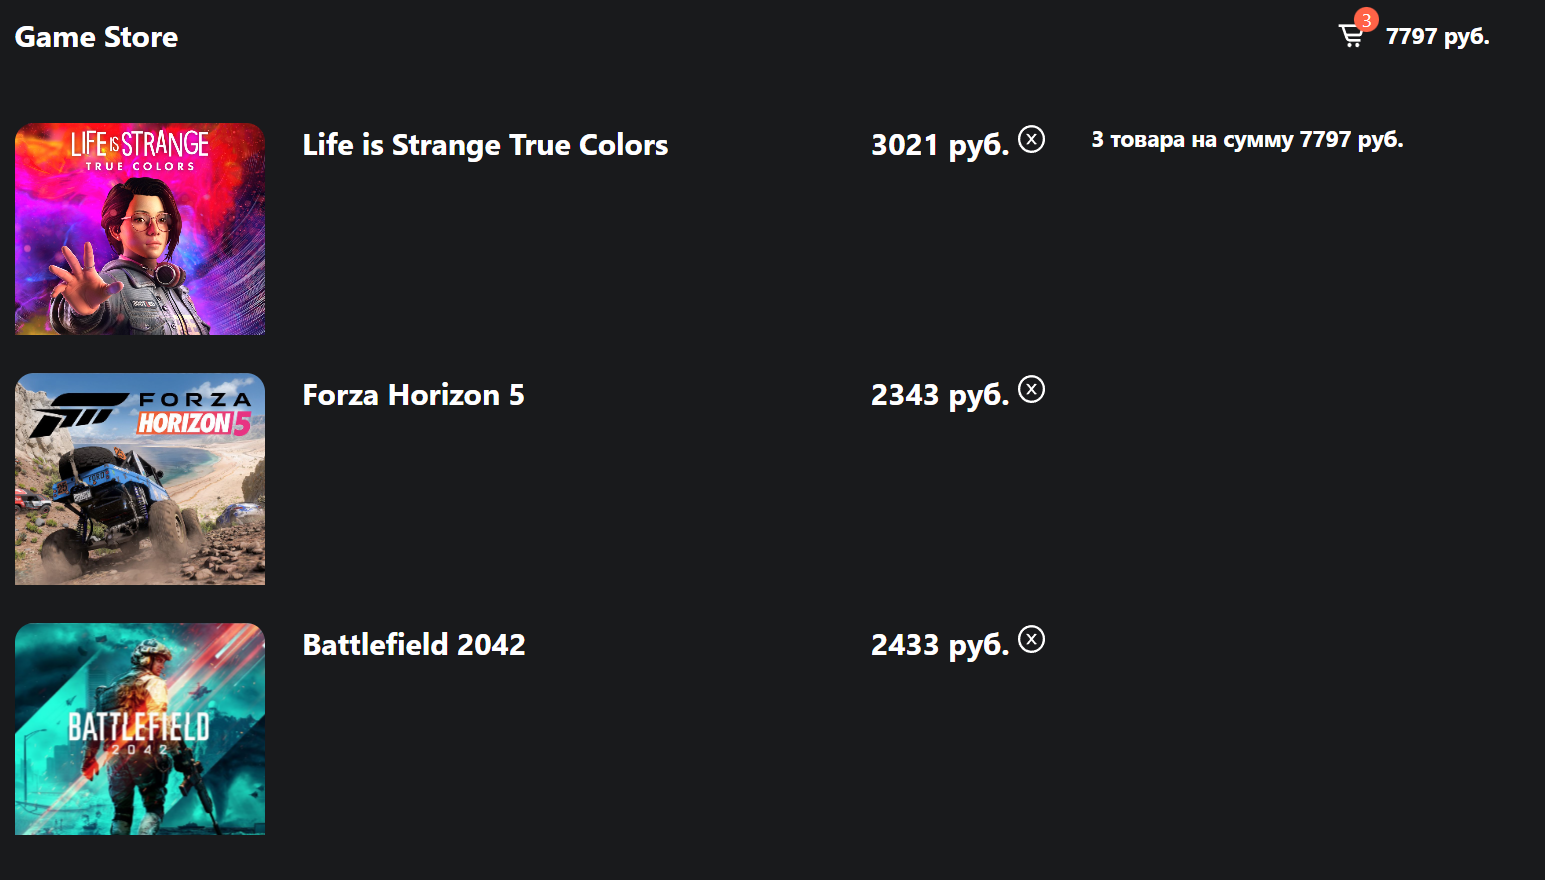 Game Store
3
7797 руб.
LIFE IS STRANGE
TRUE COLORS
Life is Strange True Colors
3021 руб.
3 товара на сумму 7797 руб.
FORZA
HORIZON 5
Forza Horizon 5
2343 руб.
BATTLEFIELD
2042
Battlefield 2042
2433 руб.